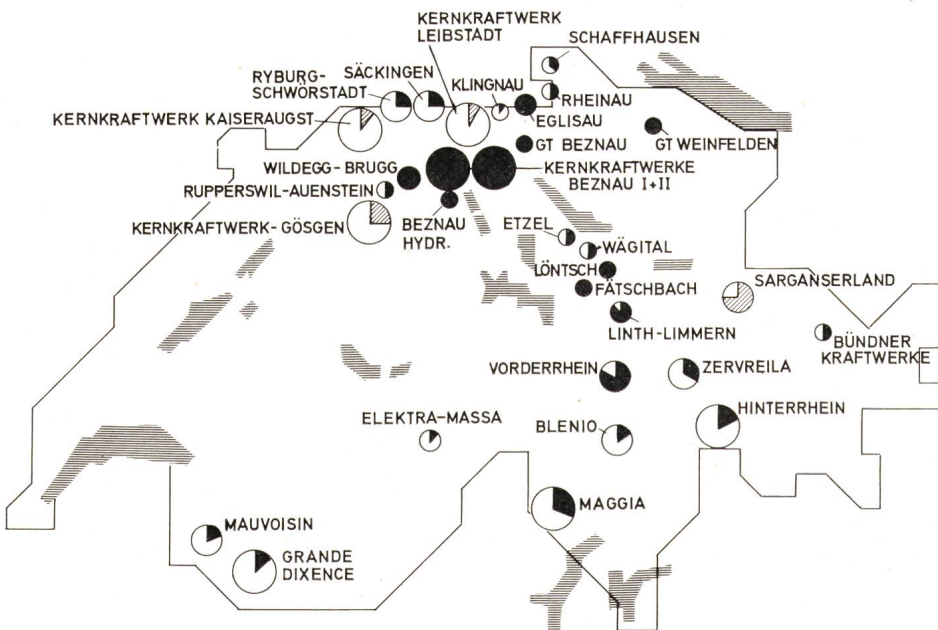 KERNKRAFTWERK
LEIBSTADT
SCHAFFHAUSEN
RYBURG-
SCHWÖRSTADT
SÄCKINGEN
KLINGNAU
RHEINAU
EGLISAU
KERNKRAFTWERK KAISERAUGST
GT BEZNAU
GT WEINFELDEN
WILDEGG-BRUGG
KERNKRAFTWERKE
BEZNAU I+II
RUPPERSWIL-AUENSTEIN
KERNKRAFTWERK-GÖSGEN
BEZNAU
HYDR.
ETZEL
WÄGITAL
LÖNTSCH
FÄTSCHBACH
SARGANSERLAND
LINTH-LIMMERN
BÜNDNER
KRAFTWERKE
VORDERRHEIN
ZERVREILA
ELEKTRA-MASSA
BLENIO
HINTERRHEIN
MAGGIA
MAUVOISIN
GRANDE
DIXENCE